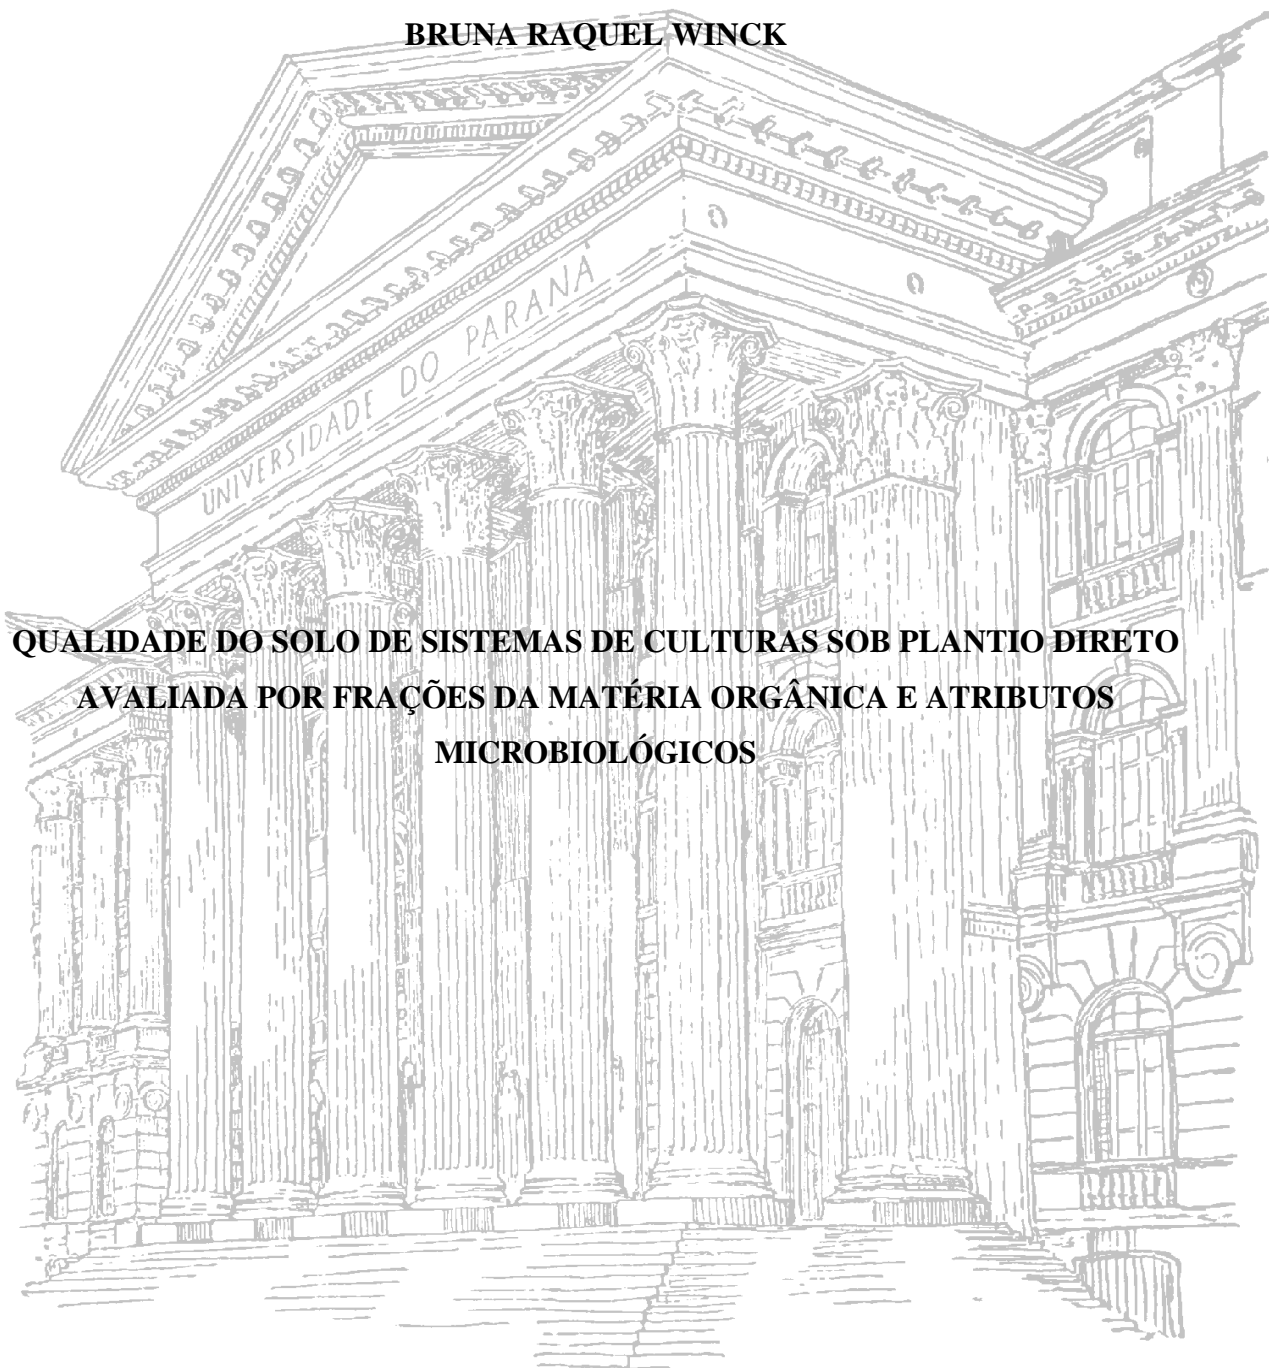 BRUNA RAQUEL WINCK
UNIVERSIDADE DO PARANÁ
QUALIDADE DO SOLO DE SISTEMAS DE CULTURAS SOB PLANTIO DIRETO
AVALIADA POR FRAÇÕES DA MATÉRIA ORGÂNICA E ATRIBUTOS
MICROBIOLÓGICOS